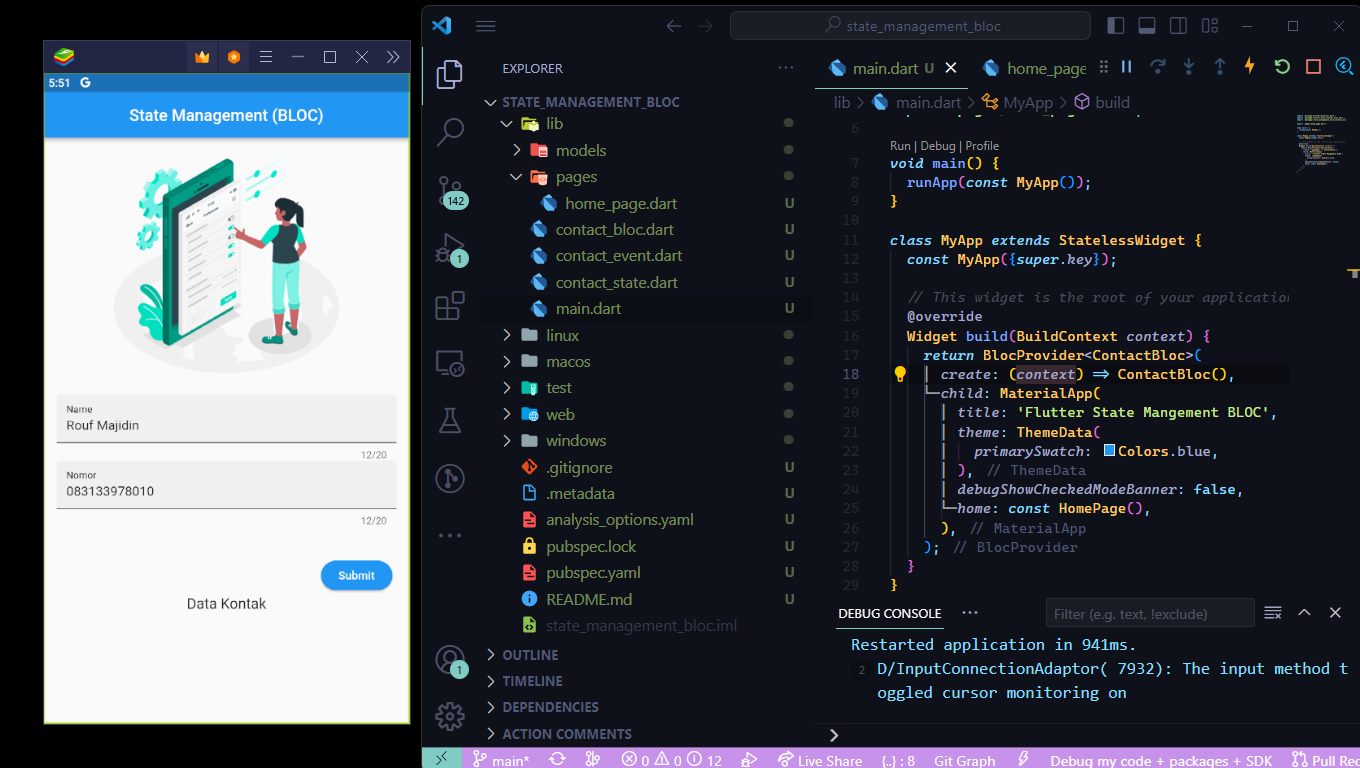 5:51 G
State Management (BLOC)
Name
Rouf Majidin
12/20
Nomor
083133978010
12/20
Submit
Data Kontak
state_management_bloc
EXPLORER
STATE_MANAGEMENT_BLOC
lib
models
pages
home_page.dart U
contact_bloc.dart U
contact_event.dart U
contact_state.dart U
main.dart U
linux
macos
test
web
windows
.gitignore U
.metadata U
analysis_options.yaml U
pubspec.lock U
pubspec.yaml U
README.md U
state_management_bloc.iml
OUTLINE
TIMELINE
DEPENDENCIES
ACTION COMMENTS
142
1
1
main.dart U home_page
lib > main.dart > MyApp > build
6
Run | Debug | Profile
7 void main() {
8 runApp(const MyApp());
9 }
10
11 class MyApp extends StatelessWidget {
12 const MyApp({super.key});
13
14 // This widget is the root of your application
15 @override
16 Widget build(BuildContext context) {
17 return BlocProvider<ContactBloc>(
18 create: (context) => ContactBloc(),
19 child: MaterialApp(
20 title: 'Flutter State Mangement BLOC',
21 theme: ThemeData(
22 primarySwatch: Colors.blue,
23 ), // ThemeData
24 debugShowCheckedModeBanner: false,
25 home: const HomePage(),
26 ), // MaterialApp
27 ); // BlocProvider
28 }
29 }
DEBUG CONSOLE
Filter (e.g. text, !exclude)
Restarted application in 941ms.
2 D/InputConnectionAdaptor( 7932): The input method t
oggled cursor monitoring on
main* 0 0 12 Live Share {..} : 8 Git Graph Debug my code + packages + SDK Pull Rec